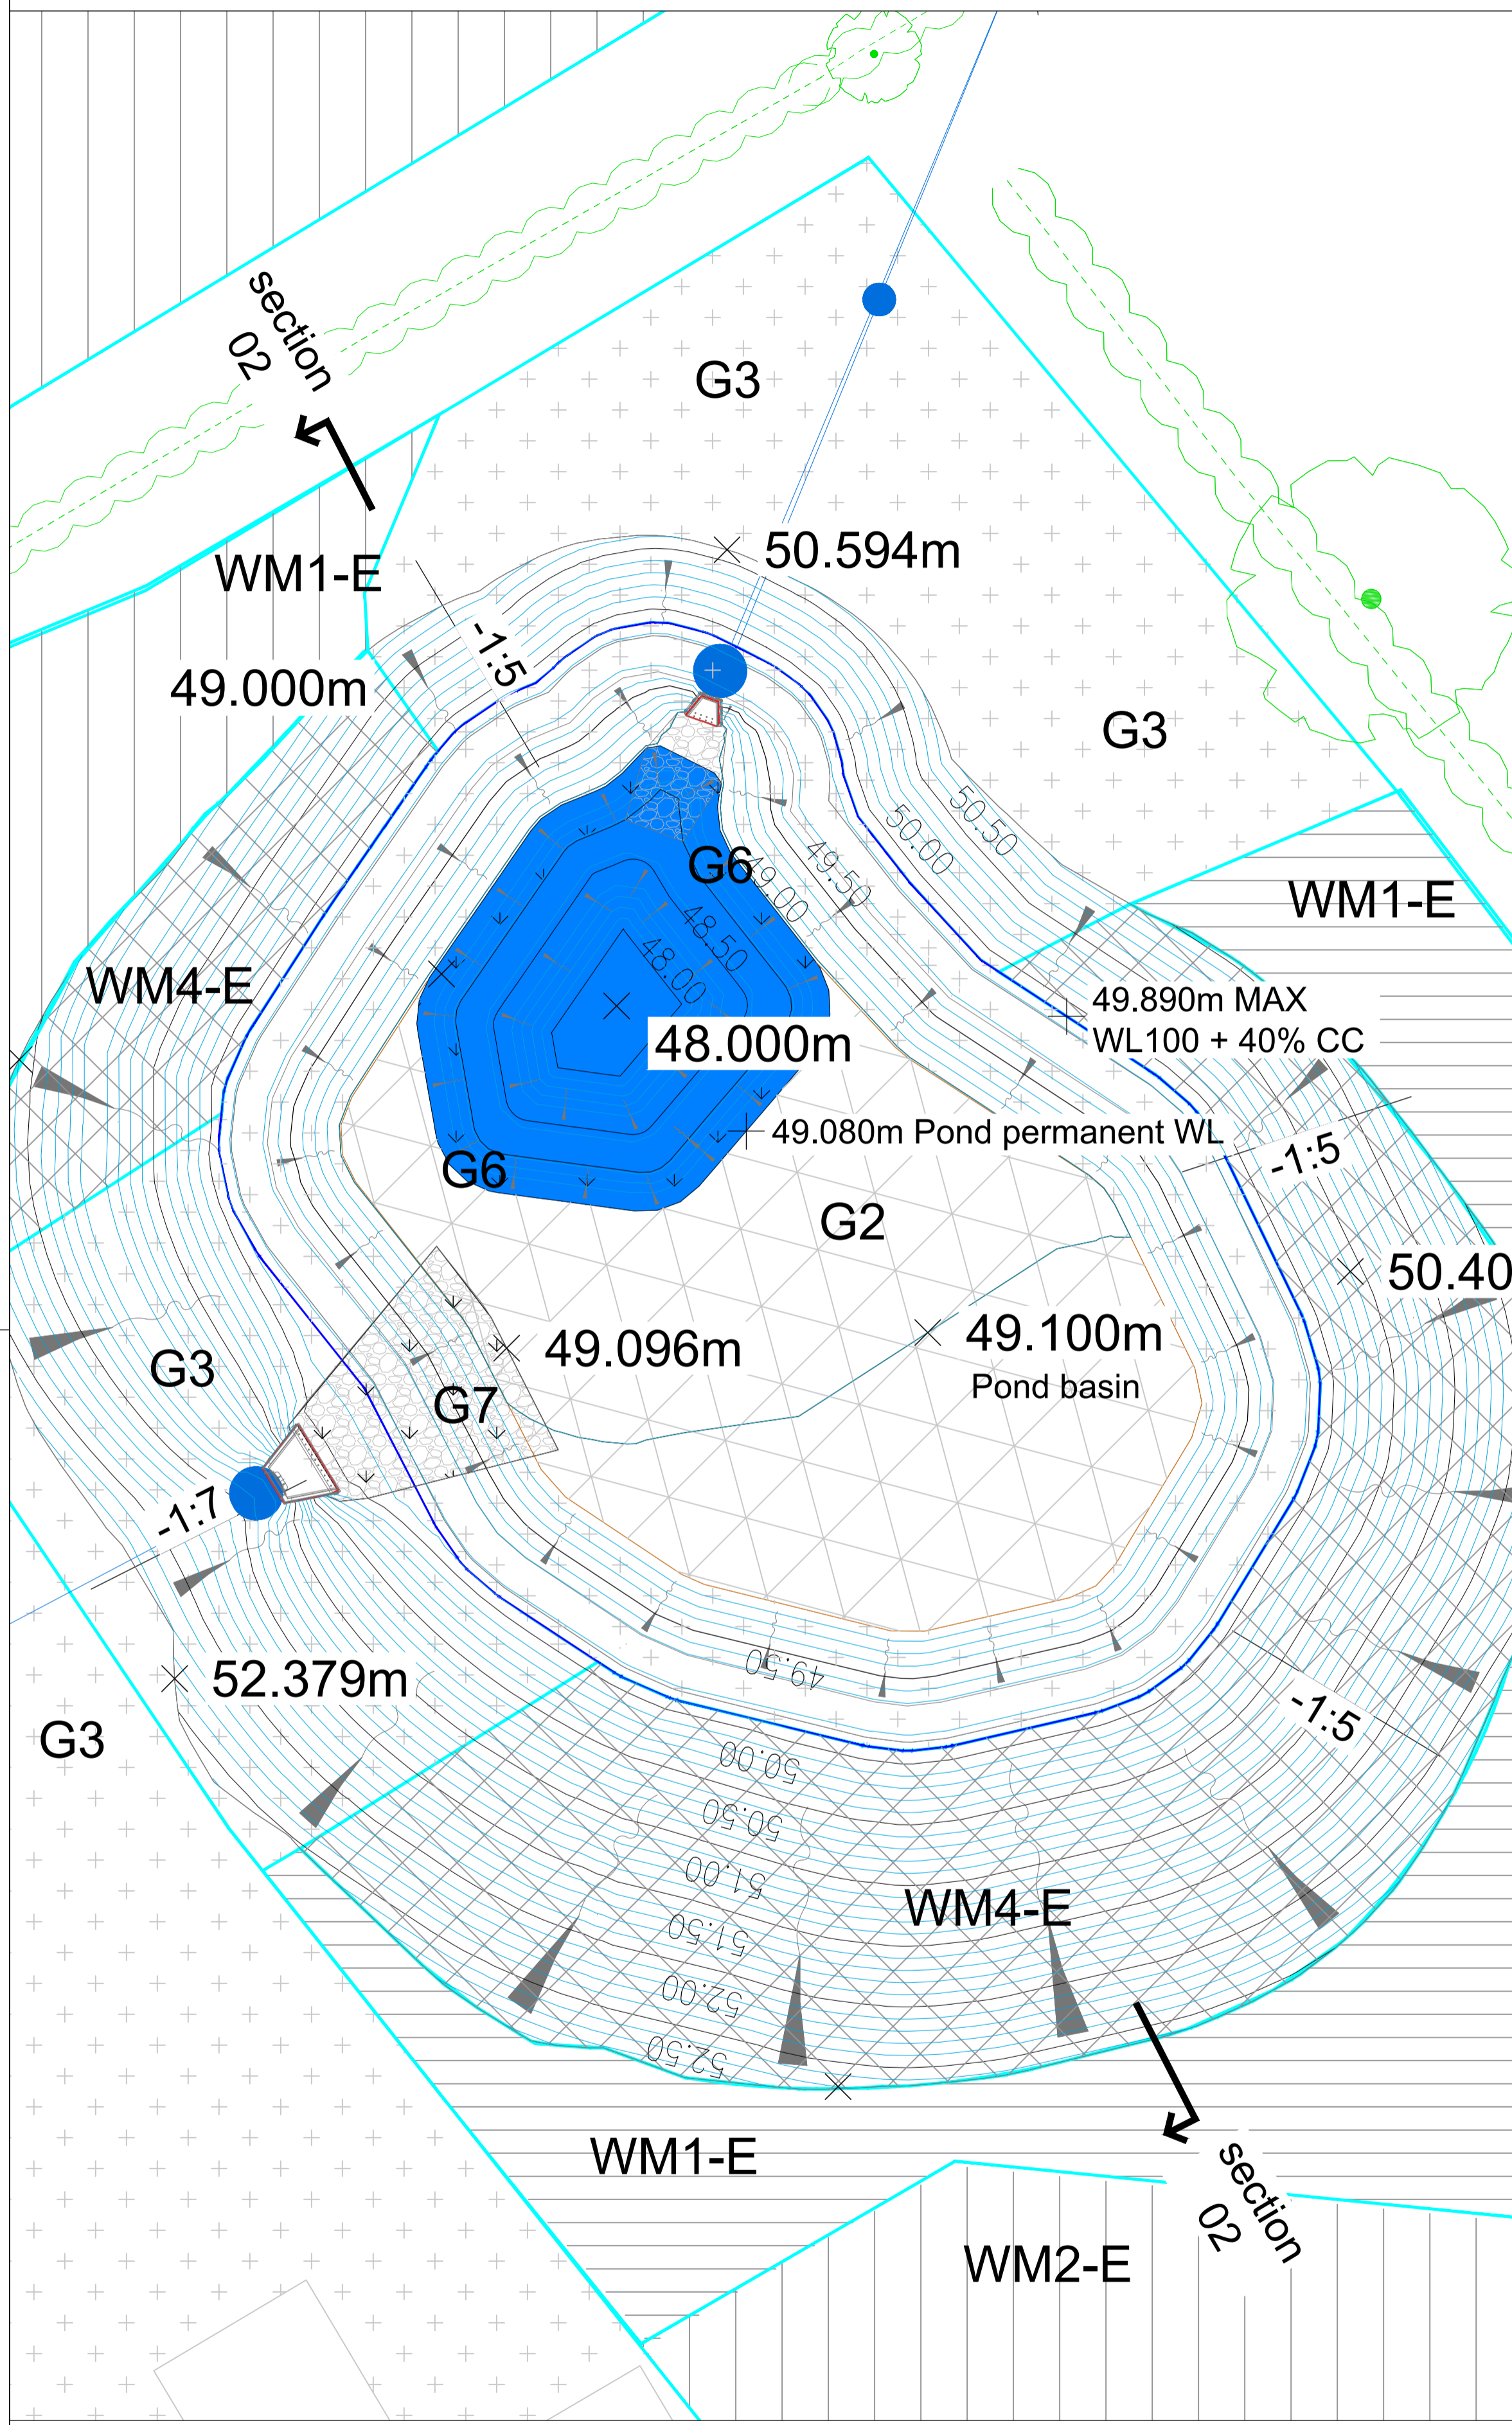 section
02
G3
50.594m
WM1-E
-1:5
49.000m
G3
50.50
50.00
49.50
49.00
G6
48.50
48.00
WM1-E
WM4-E
49.890m MAX
WL100 + 40% CC
48.000m
49.080m Pond permanent WL
-1:5
G6
G2
50.40
49.100m
Pond basin
49.096m
G3
G7
-1:7
49.50
52.379m
-1:5
G3
50.00
50.50
51.00
51.50
52.00
52.50
WM4-E
WM1-E
section
02
WM2-E